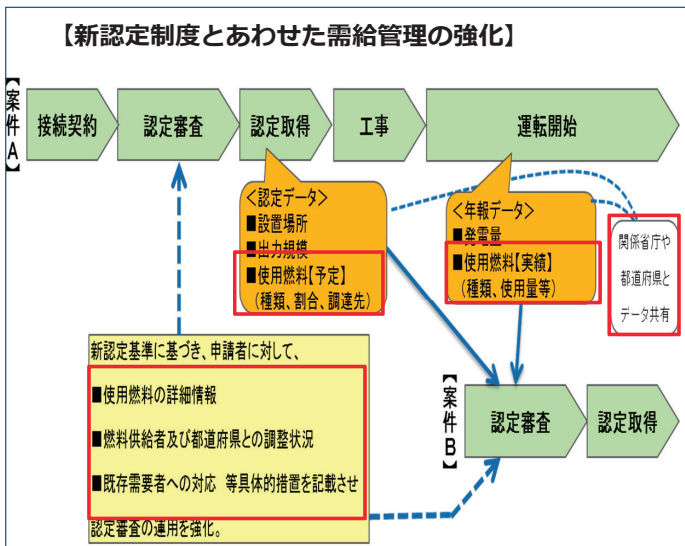 【新認定制度とあわせた需給管理の強化】
【案件A】
接続契約
認定審査
認定取得
工事
運転開始
<認定データ>
■設置場所
■出力規模
■使用燃料【予定】
(種類、割合、調達先)
<年報データ>
■発電量
■使用燃料【実績】
(種類、使用量等)
関係省庁や
都道府県と
データ共有
新認定基準に基づき、申請者に対して、
■使用燃料の詳細情報
■燃料供給者及び都道府県との調整状況
■既存需要者への対応 等具体的措置を記載させ
認定審査の運用を強化。
【案件B】
認定審査
認定取得